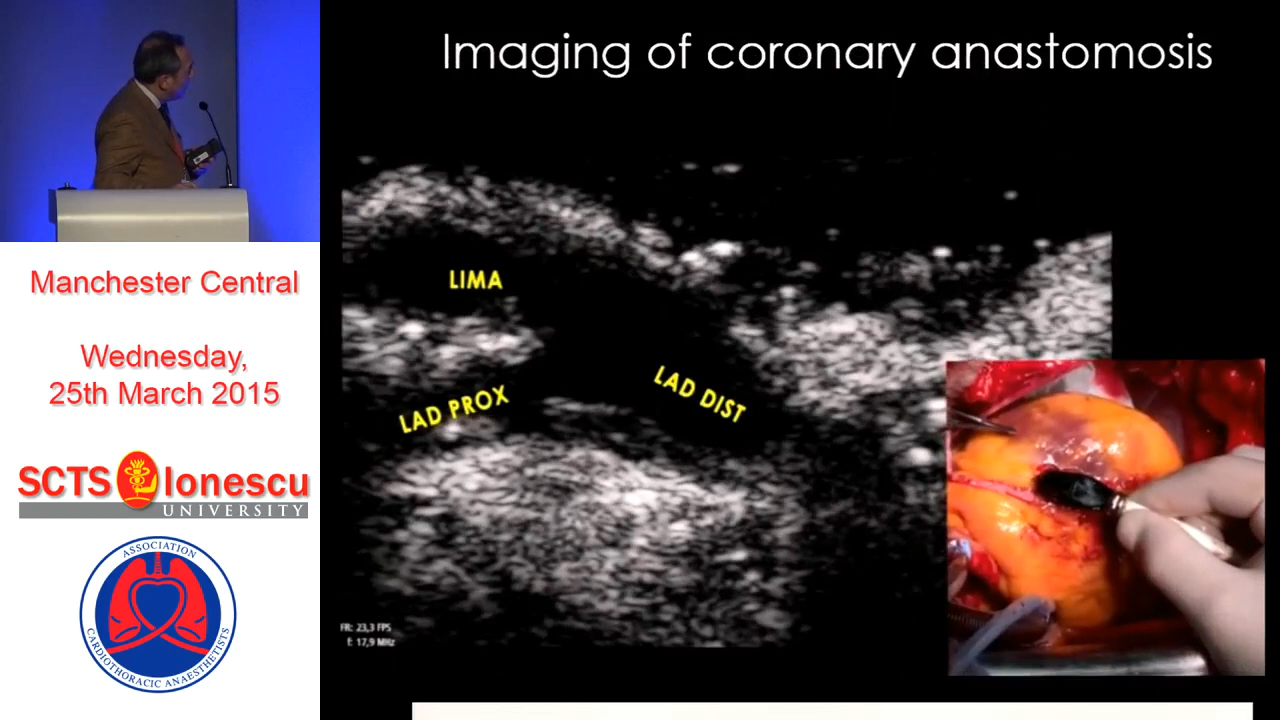 Imaging of coronary anastomosis
LIMA
LAD PROX
LAD DIST
FR: 23,3 FPS
f: 17,9 MHz
Manchester Central
Wednesday,
25th March 2015
SCTS Ionescu
UNIVERSITY
ASSOCIATION
CARDIOTHORACIC ANAESTHETISTS